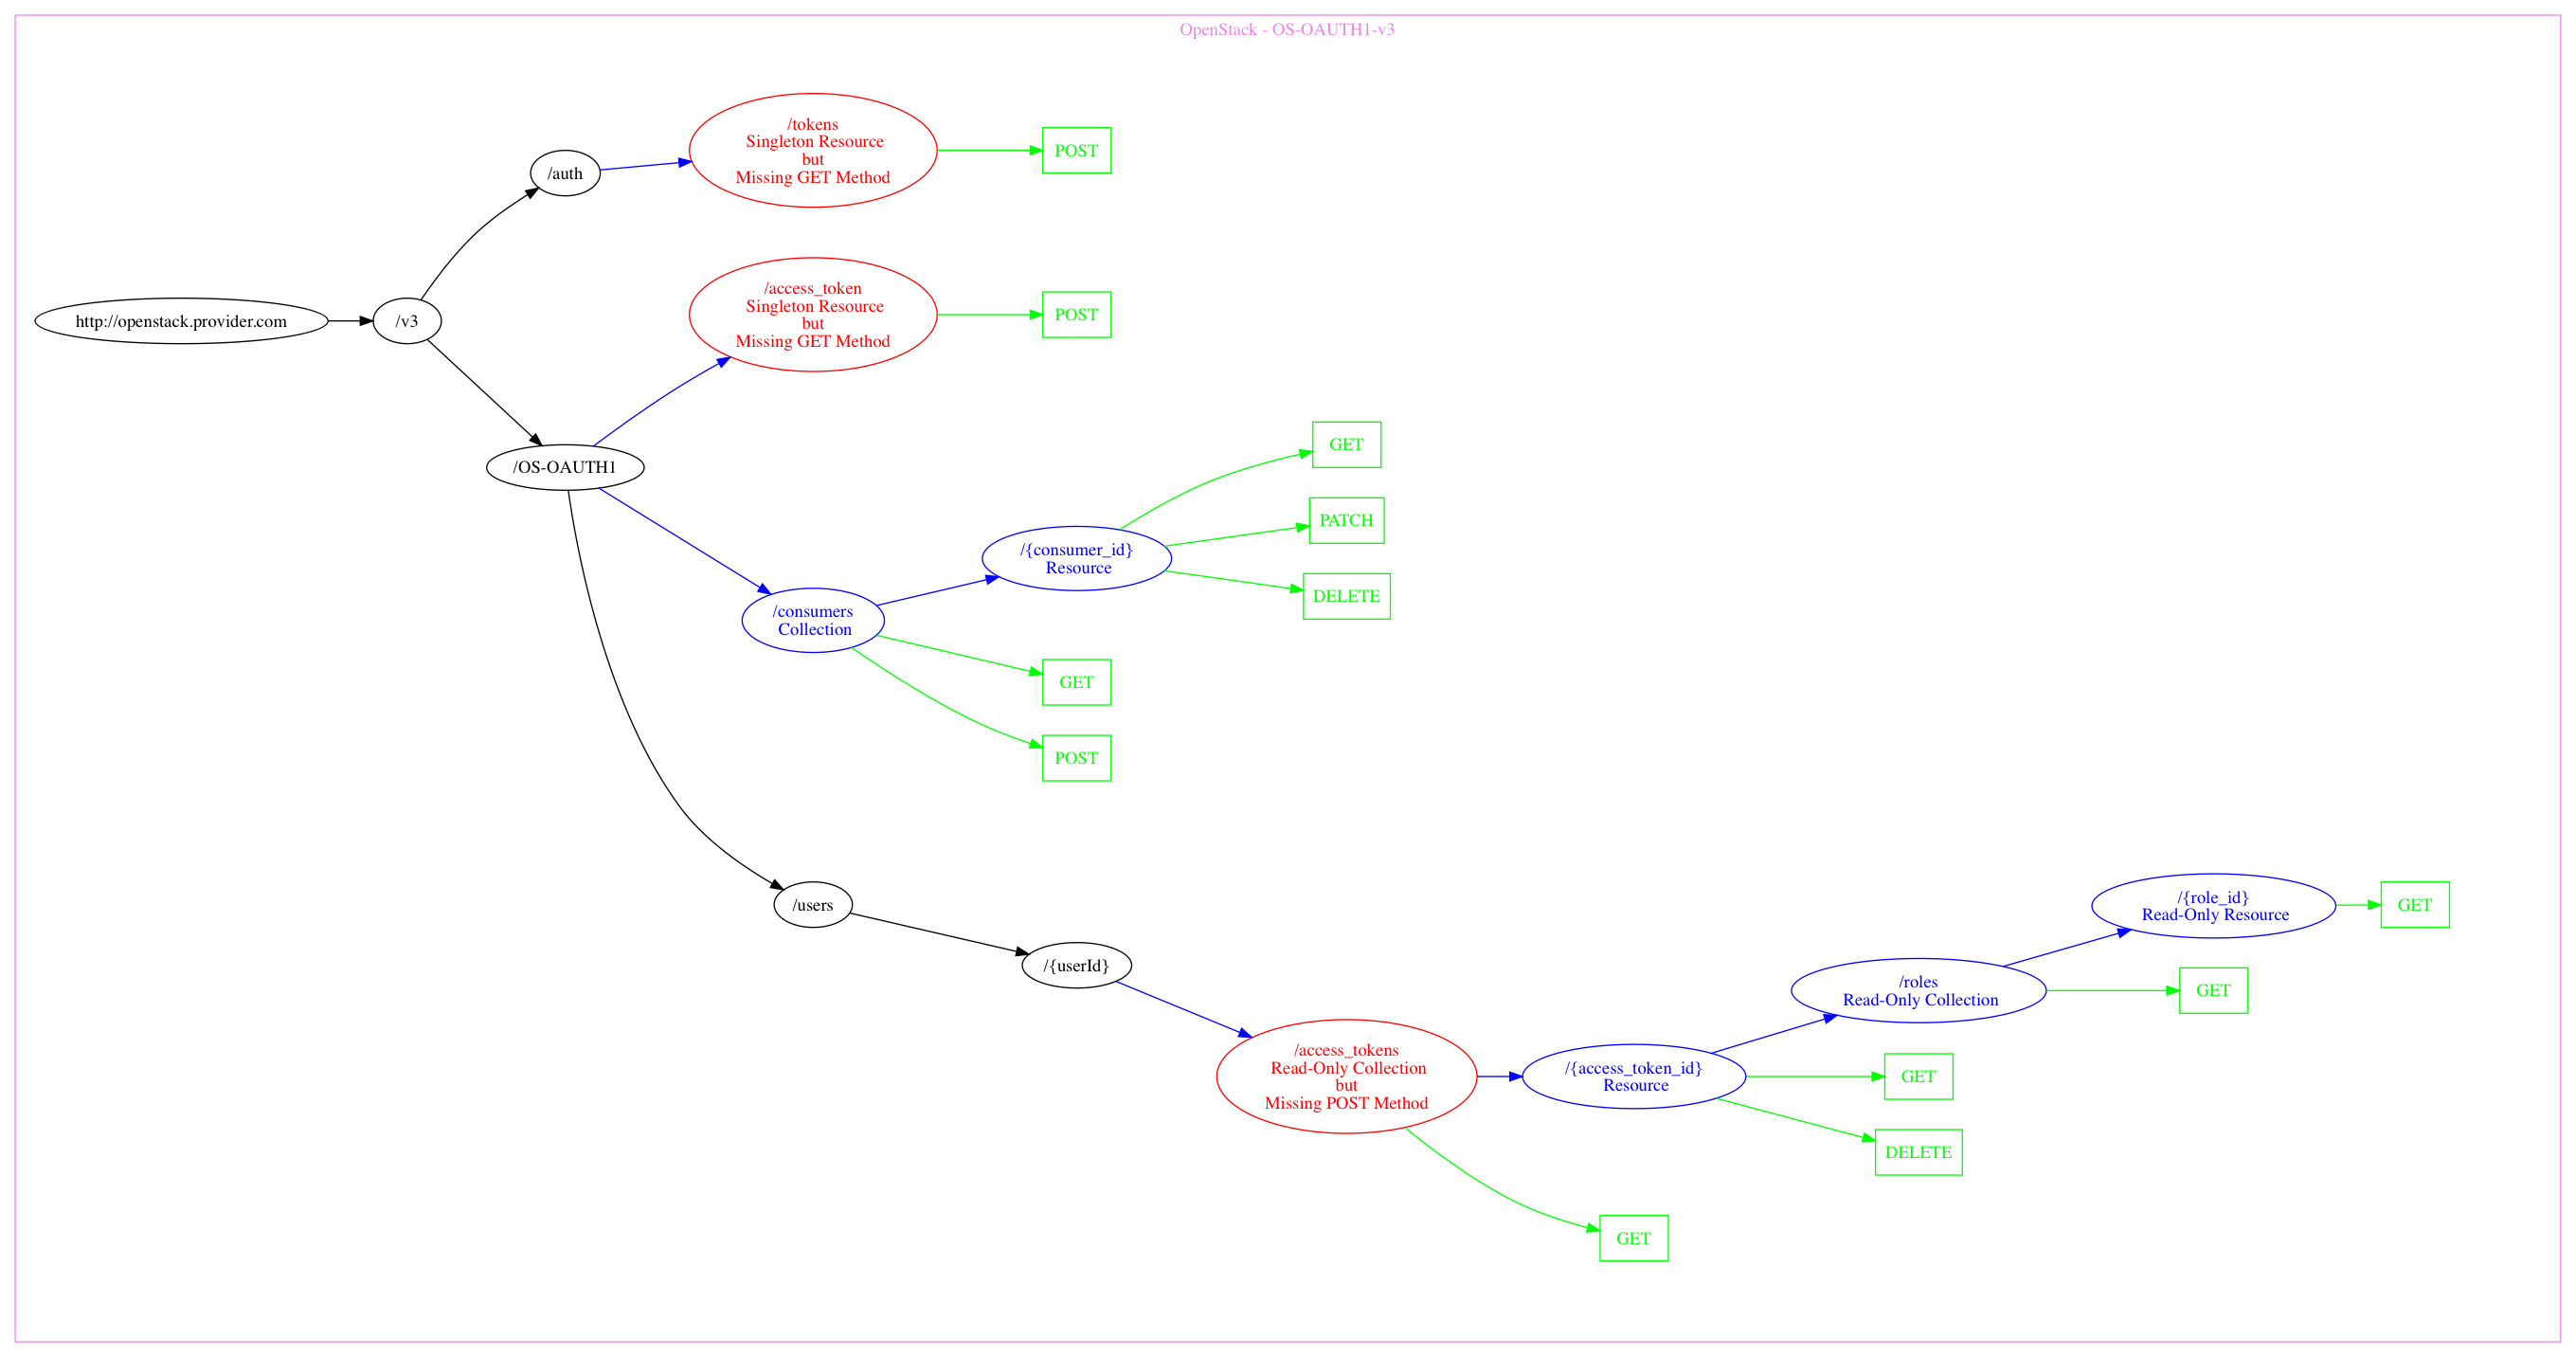 OpenStack - OS-OAUTH1-v3
/tokens
Singleton Resource
but
Missing GET Method
POST
/auth
/access_token
Singleton Resource
but
Missing GET Method
POST
http://openstack.provider.com
/v3
/OS-OAUTH1
GET
PATCH
/{consumer_id}
Resource
DELETE
/consumers
Collection
GET
POST
/users
/{userId}
/{role_id}
Read-Only Resource
GET
/roles
Read-Only Collection
GET
/access_tokens
Read-Only Collection
but
Missing POST Method
/{access_token_id}
Resource
GET
DELETE
GET